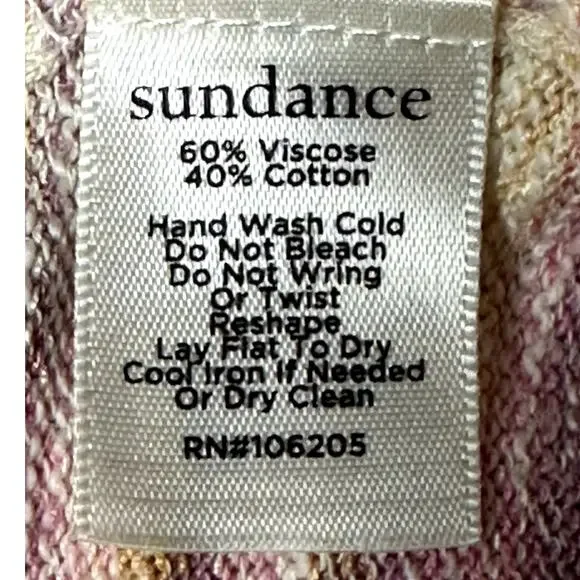 sundance
60% Viscose
40% Cotton
Hand Wash Cold
Do Not Bleach
Do Not Wring
Or Twist
Reshape
Lay Flat To Dry
Cool Iron If Needed
Or Dry Clean
RN#106205